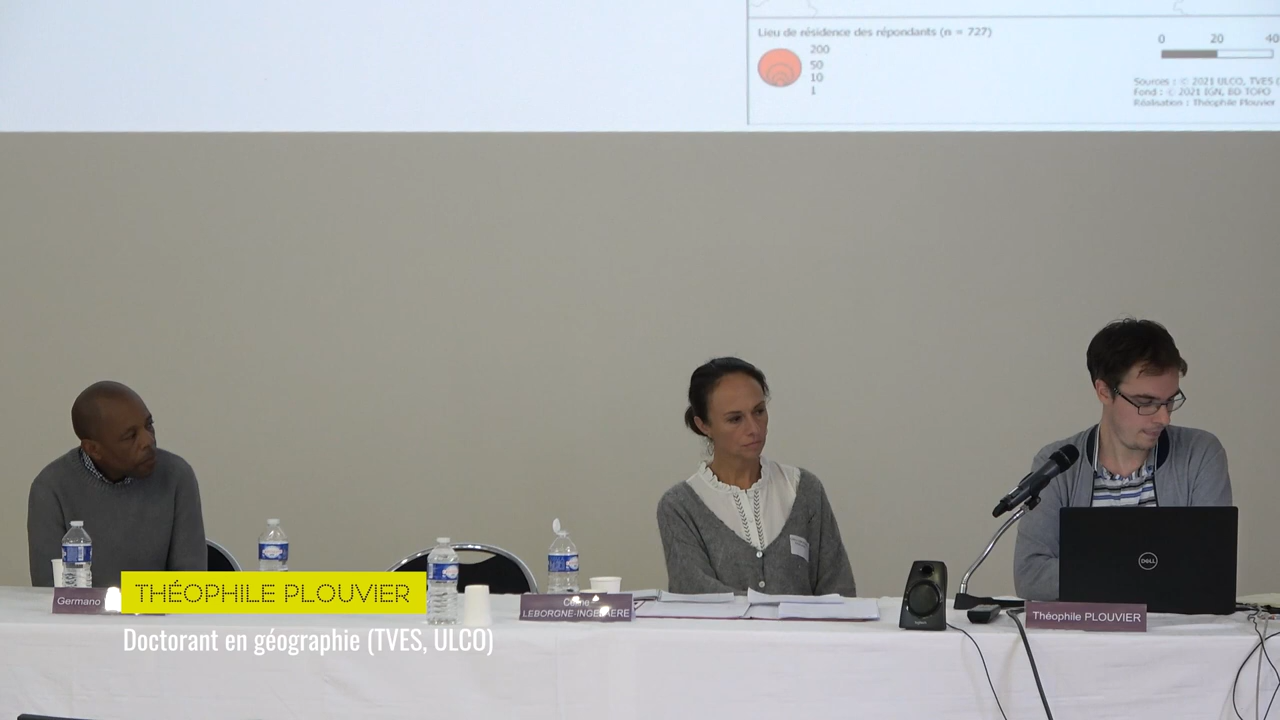 Lieu de résidence des répondants (n = 727)
200
50
10
1
0 20 40
Sources : © 2021 ULCO, TVES (
Fond : © 2021 IGN, BD TOPO
Réalisation : Théophile Plouvier
DELL
Germano
Céline
LEBORGNE-INGELAERE
Théophile PLOUVIER
THÉOPHILE PLOUVIER
Doctorant en géographie (TVES, ULCO)